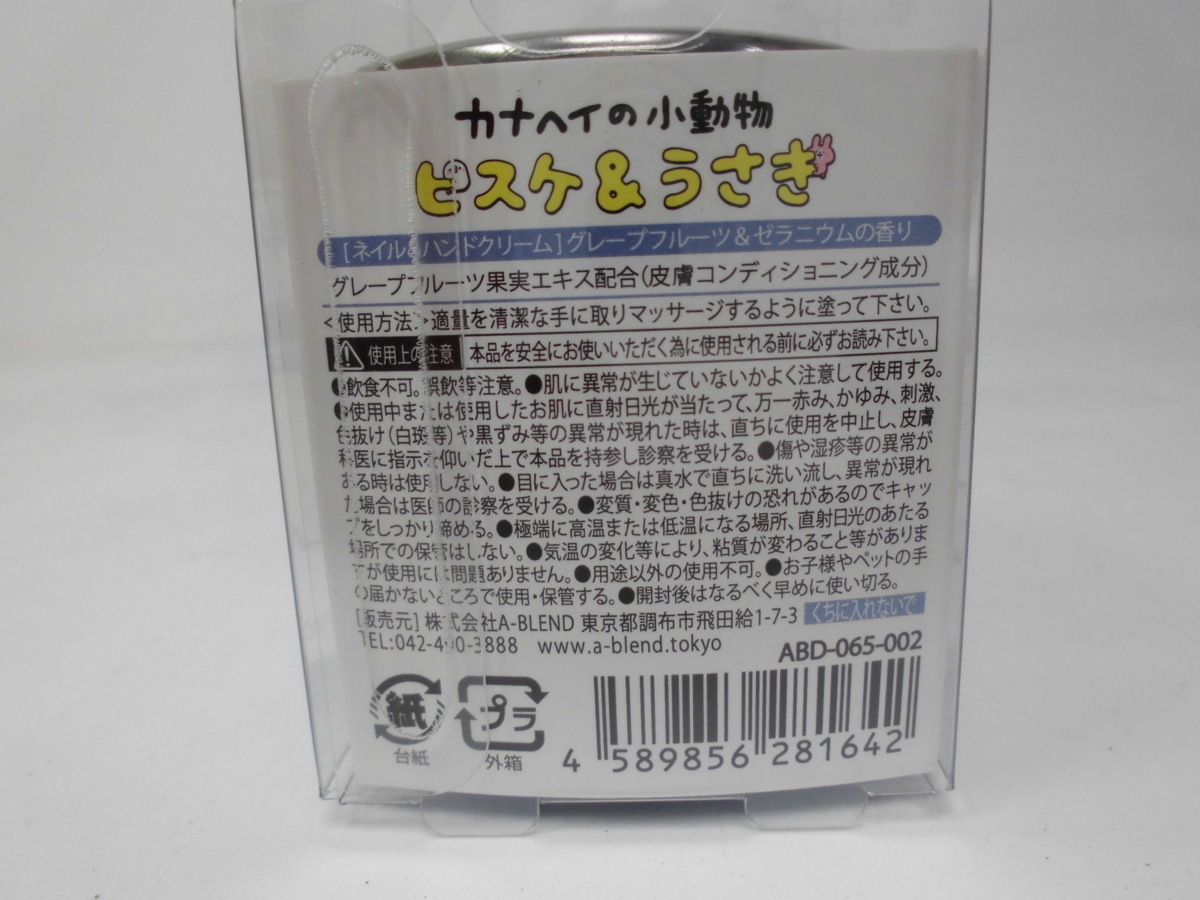 カナヘイの小動物
ピスケ&うさぎ
[ネイル&ハンドクリーム]グレープフルーツ&ゼラニウムの香り
グレープフルーツ果実エキス配合(皮膚コンディショニング成分)
<使用方法>適量を清潔な手に取りマッサージするように塗って下さい。
使用上の注意 本品を安全にお使いいただく為に使用される前に必ずお読み下さい。
●飲食不可。誤飲等注意。●肌に異常が生じていないかよく注意して使用する。
●使用中または使用したお肌に直射日光が当たって、万一赤み、かゆみ、刺激、
色抜け(白斑等)や黒ずみ等の異常が現れた時は、直ちに使用を中止し、皮膚
科医に指示を仰いだ上で本品を持参し診察を受ける。●傷や湿疹等の異常が
ある時は使用しない。●目に入った場合は真水で直ちに洗い流し、異常が現れ
た場合は医師の診察を受ける。●変質・変色・色抜けの恐れがあるのでキャッ
プをしっかり締める。●極端に高温または低温になる場所、直射日光のあたる
場所での保管はしない。●気温の変化等により、粘質が変わること等がありま
すが使用には問題ありません。●用途以外の使用不可。●お子様やペットの手
の届かないところで使用・保管する。●開封後はなるべく早めに使い切る。
[販売元] 株式会社A-BLEND 東京都調布市飛田給1-7-3 くちに入れないで
TEL:042-490-3888 www.a-blend.tokyo
ABD-065-002
紙 プラ
台紙 外箱
4 589856 281642